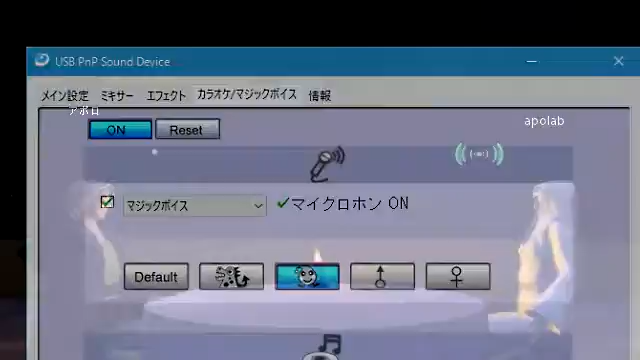 USB PnP Sound Device
メイン設定 ミキサー エフェクト カラオケ/マジックボイス 情報
アポロ
apolab
ON Reset
マジックボイス ✓マイクロホン ON
Default